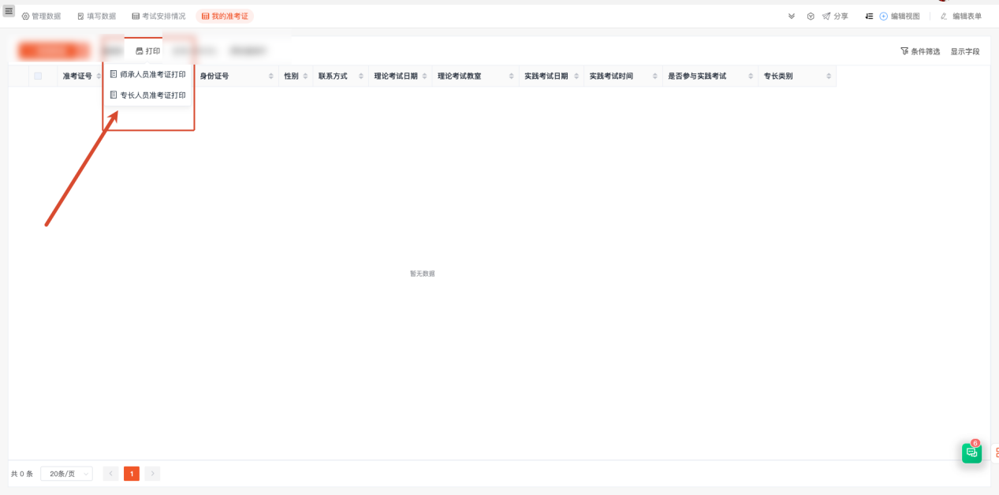 管理数据 填写数据 考试安排情况 我的准考证 分享 编辑视图 编辑表单
打印 条件筛选 显示字段
准考证号 身份证号 性别 联系方式 理论考试日期 理论考试教室 实践考试日期 实践考试时间 是否参与实践考试 专长类别
师承人员准考证打印
专长人员准考证打印
暂无数据
6
共 0 条 20条/页 1